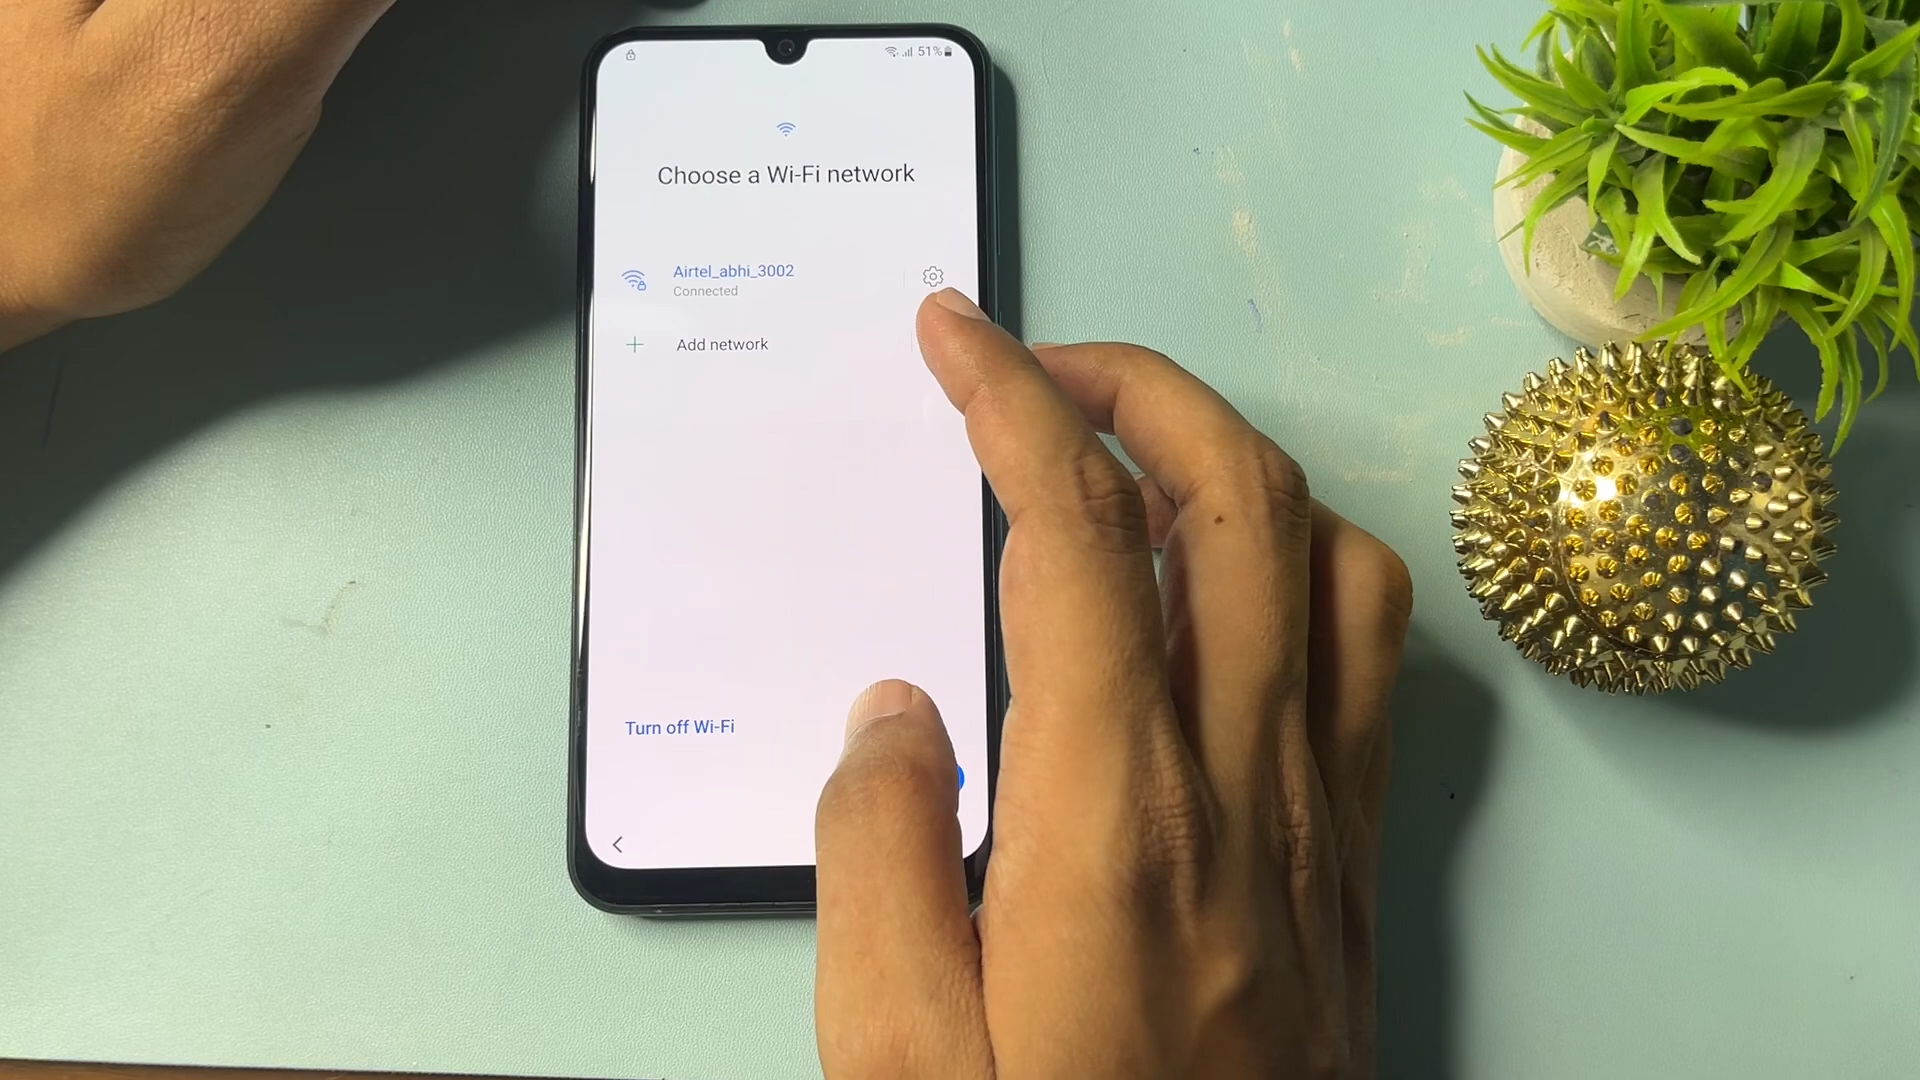 51%
Choose a Wi-Fi network
Airtel_abhi_3002
Connected
Add network
Turn off Wi-Fi